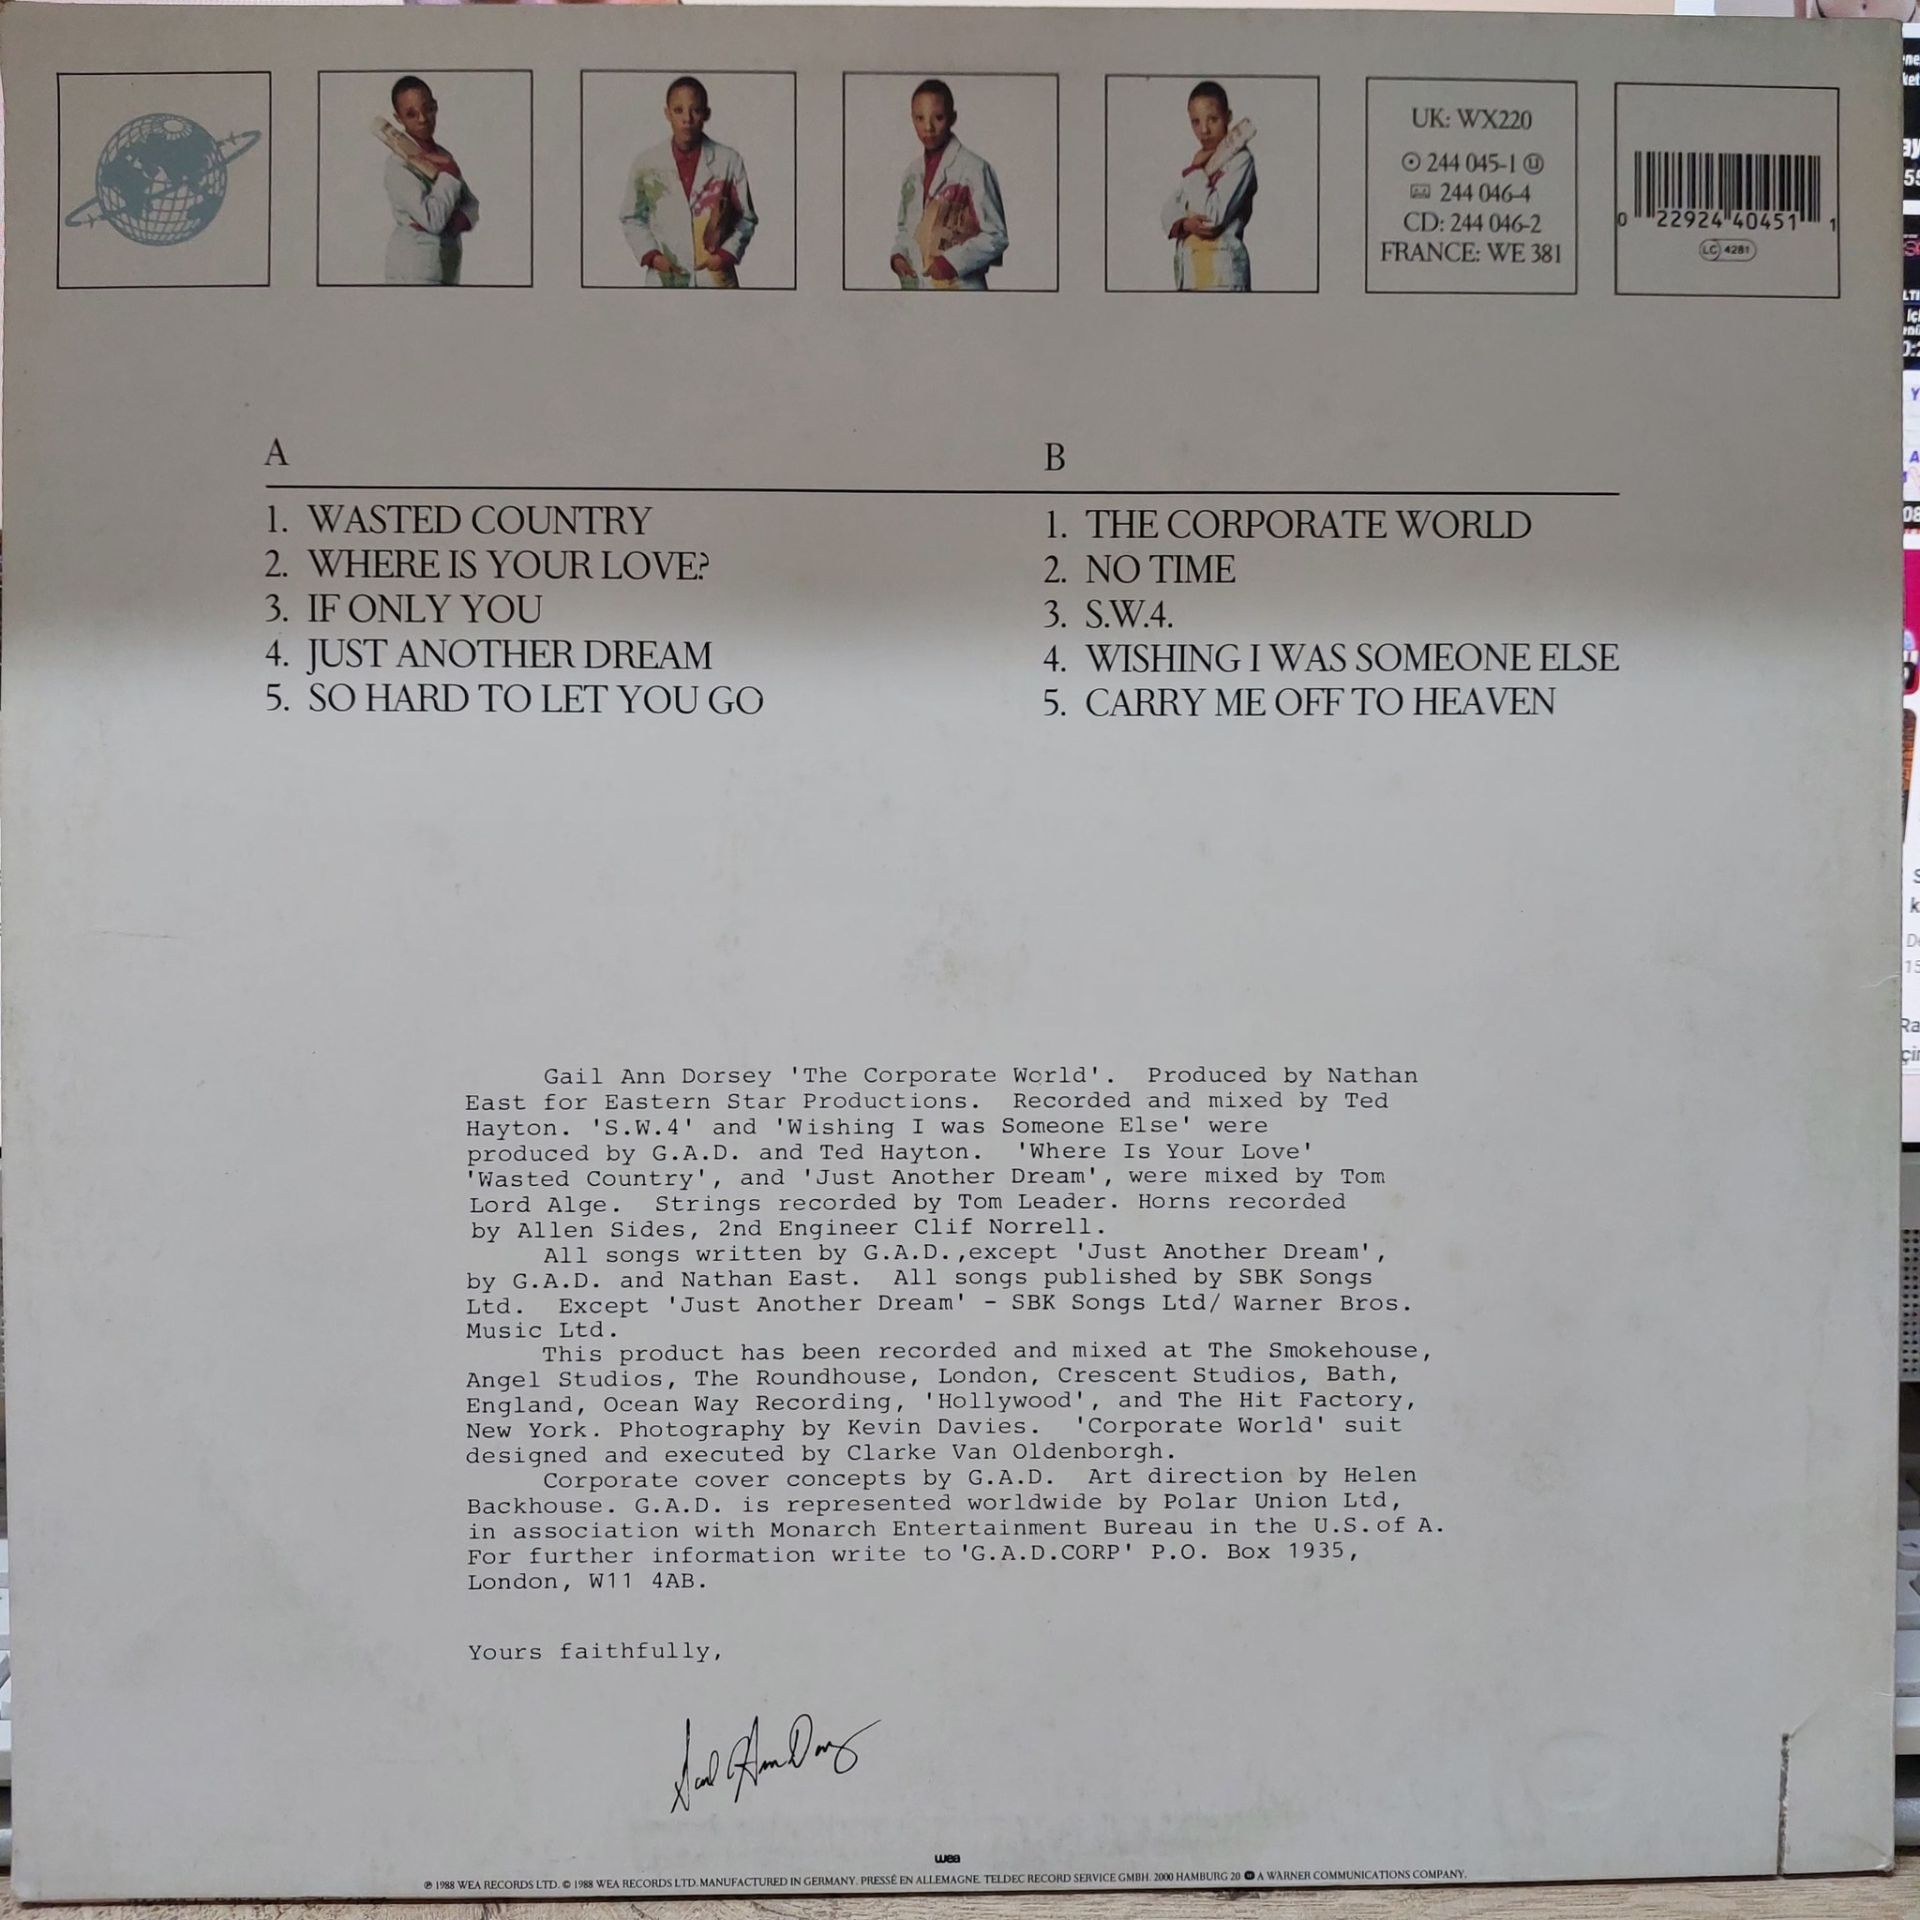 UK: WX220
244 045-1 Ⓤ
244 046-4
CD: 244 046-2
FRANCE: WE 381
0 22924 40451 1
LC 4281
A
1. WASTED COUNTRY
2. WHERE IS YOUR LOVE?
3. IF ONLY YOU
4. JUST ANOTHER DREAM
5. SO HARD TO LET YOU GO
B
1. THE CORPORATE WORLD
2. NO TIME
3. S.W.4.
4. WISHING I WAS SOMEONE ELSE
5. CARRY ME OFF TO HEAVEN
Gail Ann Dorsey 'The Corporate World'. Produced by Nathan
East for Eastern Star Productions. Recorded and mixed by Ted
Hayton. 'S.W.4' and 'Wishing I was Someone Else' were
produced by G.A.D. and Ted Hayton. 'Where Is Your Love'
'Wasted Country', and 'Just Another Dream', were mixed by Tom
Lord Alge. Strings recorded by Tom Leader. Horns recorded
by Allen Sides, 2nd Engineer Clif Norrell.
All songs written by G.A.D.,except 'Just Another Dream',
by G.A.D. and Nathan East. All songs published by SBK Songs
Ltd. Except 'Just Another Dream' - SBK Songs Ltd/ Warner Bros.
Music Ltd.
This product has been recorded and mixed at The Smokehouse,
Angel Studios, The Roundhouse, London, Crescent Studios, Bath,
England, Ocean Way Recording, 'Hollywood', and The Hit Factory,
New York. Photography by Kevin Davies. 'Corporate World' suit
designed and executed by Clarke Van Oldenborgh.
Corporate cover concepts by G.A.D. Art direction by Helen
Backhouse. G.A.D. is represented worldwide by Polar Union Ltd,
in association with Monarch Entertainment Bureau in the U.S. of A.
For further information write to 'G.A.D.CORP' P.O. Box 1935,
London, W11 4AB.
Yours faithfully,
Gail Ann Dorsey
wea
℗ 1988 WEA RECORDS LTD. © 1988 WEA RECORDS LTD. MANUFACTURED IN GERMANY. PRESSÉ EN ALLEMAGNE. TELDEC RECORD SERVICE GMBH. 2000 HAMBURG 20 A WARNER COMMUNICATIONS COMPANY.